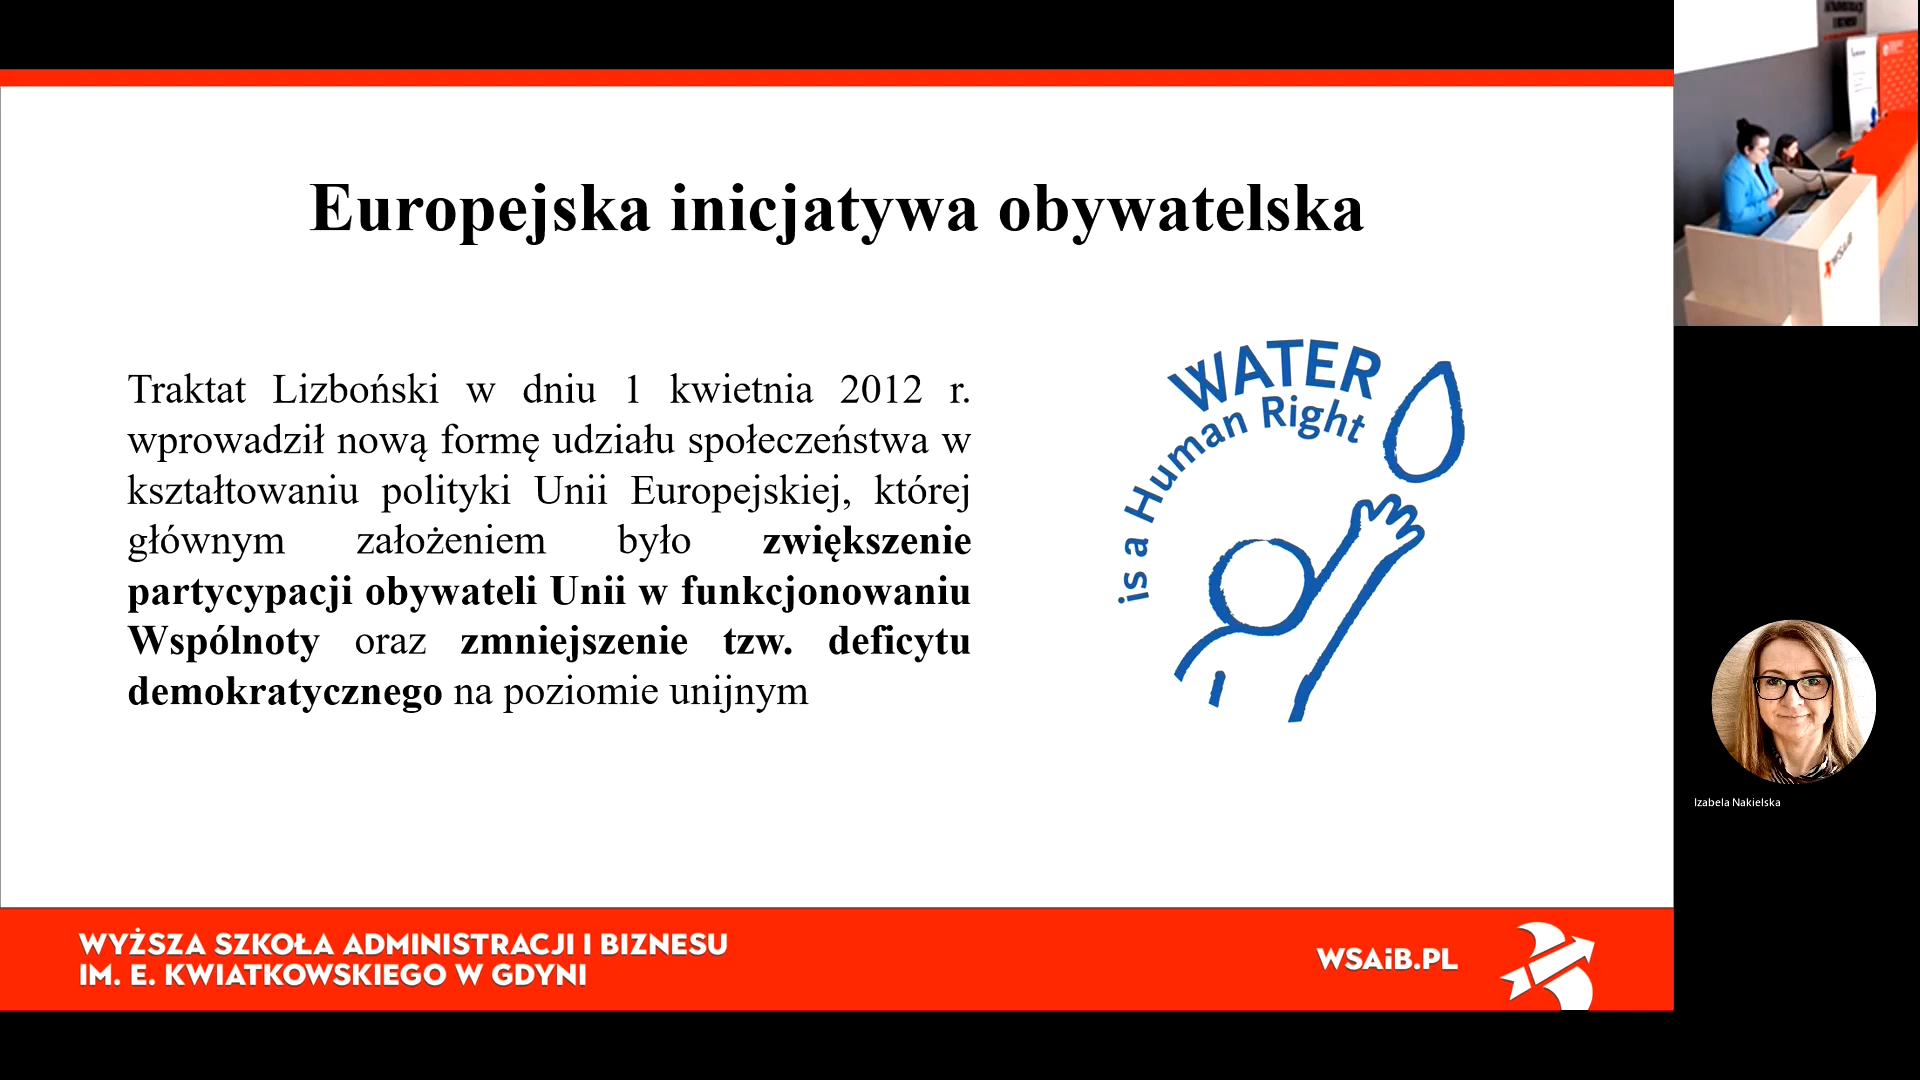 Europejska inicjatywa obywatelska
Traktat Lizboński w dniu 1 kwietnia 2012 r.
wprowadził nową formę udziału społeczeństwa w
kształtowaniu polityki Unii Europejskiej, której
głównym założeniem było zwiększenie
partycypacji obywateli Unii w funkcjonowaniu
Wspólnoty oraz zmniejszenie tzw. deficytu
demokratycznego na poziomie unijnym
WATER
is a Human Right
WYŻSZA SZKOŁA ADMINISTRACJI I BIZNESU
IM. E. KWIATKOWSKIEGO W GDYNI
WSAiB.PL
WSAiB
Izabela Nakielska